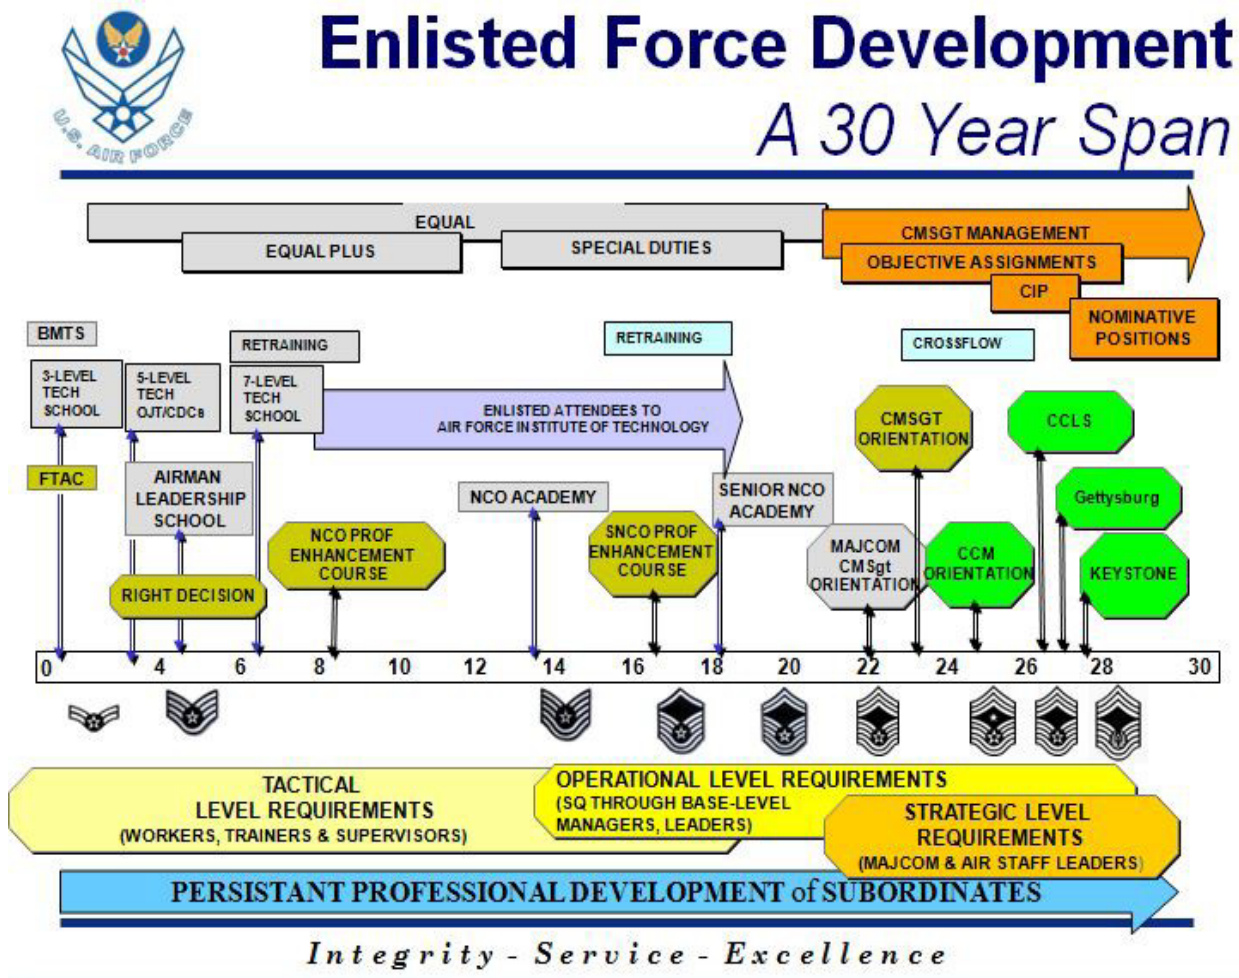 Enlisted Force Development
A 30 Year Span
U.S. AIR FORCE
EQUAL
EQUAL PLUS
SPECIAL DUTIES
CMSGT MANAGEMENT
OBJECTIVE ASSIGNMENTS
CIP
NOMINATIVE
POSITIONS
BMTS
RETRAINING
RETRAINING
CROSSFLOW
3-LEVEL
TECH
SCHOOL
5-LEVEL
TECH
OJT/CDCs
7-LEVEL
TECH
SCHOOL
ENLISTED ATTENDEES TO
AIR FORCE INSTITUTE OF TECHNOLOGY
CMSGT
ORIENTATION
CCLS
FTAC
AIRMAN
LEADERSHIP
SCHOOL
NCO ACADEMY
SENIOR NCO
ACADEMY
Gettysburg
NCO PROF
ENHANCEMENT
COURSE
SNCO PROF
ENHANCEMENT
COURSE
MAJCOM
CMSgt
ORIENTATION
CCM
ORIENTATION
KEYSTONE
RIGHT DECISION
0 4 6 8 10 12 14 16 18 20 22 24 26 28 30
TACTICAL
LEVEL REQUIREMENTS
(WORKERS, TRAINERS & SUPERVISORS)
OPERATIONAL LEVEL REQUIREMENTS
(SQ THROUGH BASE-LEVEL
MANAGERS, LEADERS)
STRATEGIC LEVEL
REQUIREMENTS
(MAJCOM & AIR STAFF LEADERS)
PERSISTANT PROFESSIONAL DEVELOPMENT of SUBORDINATES
Integrity - Service - Excellence